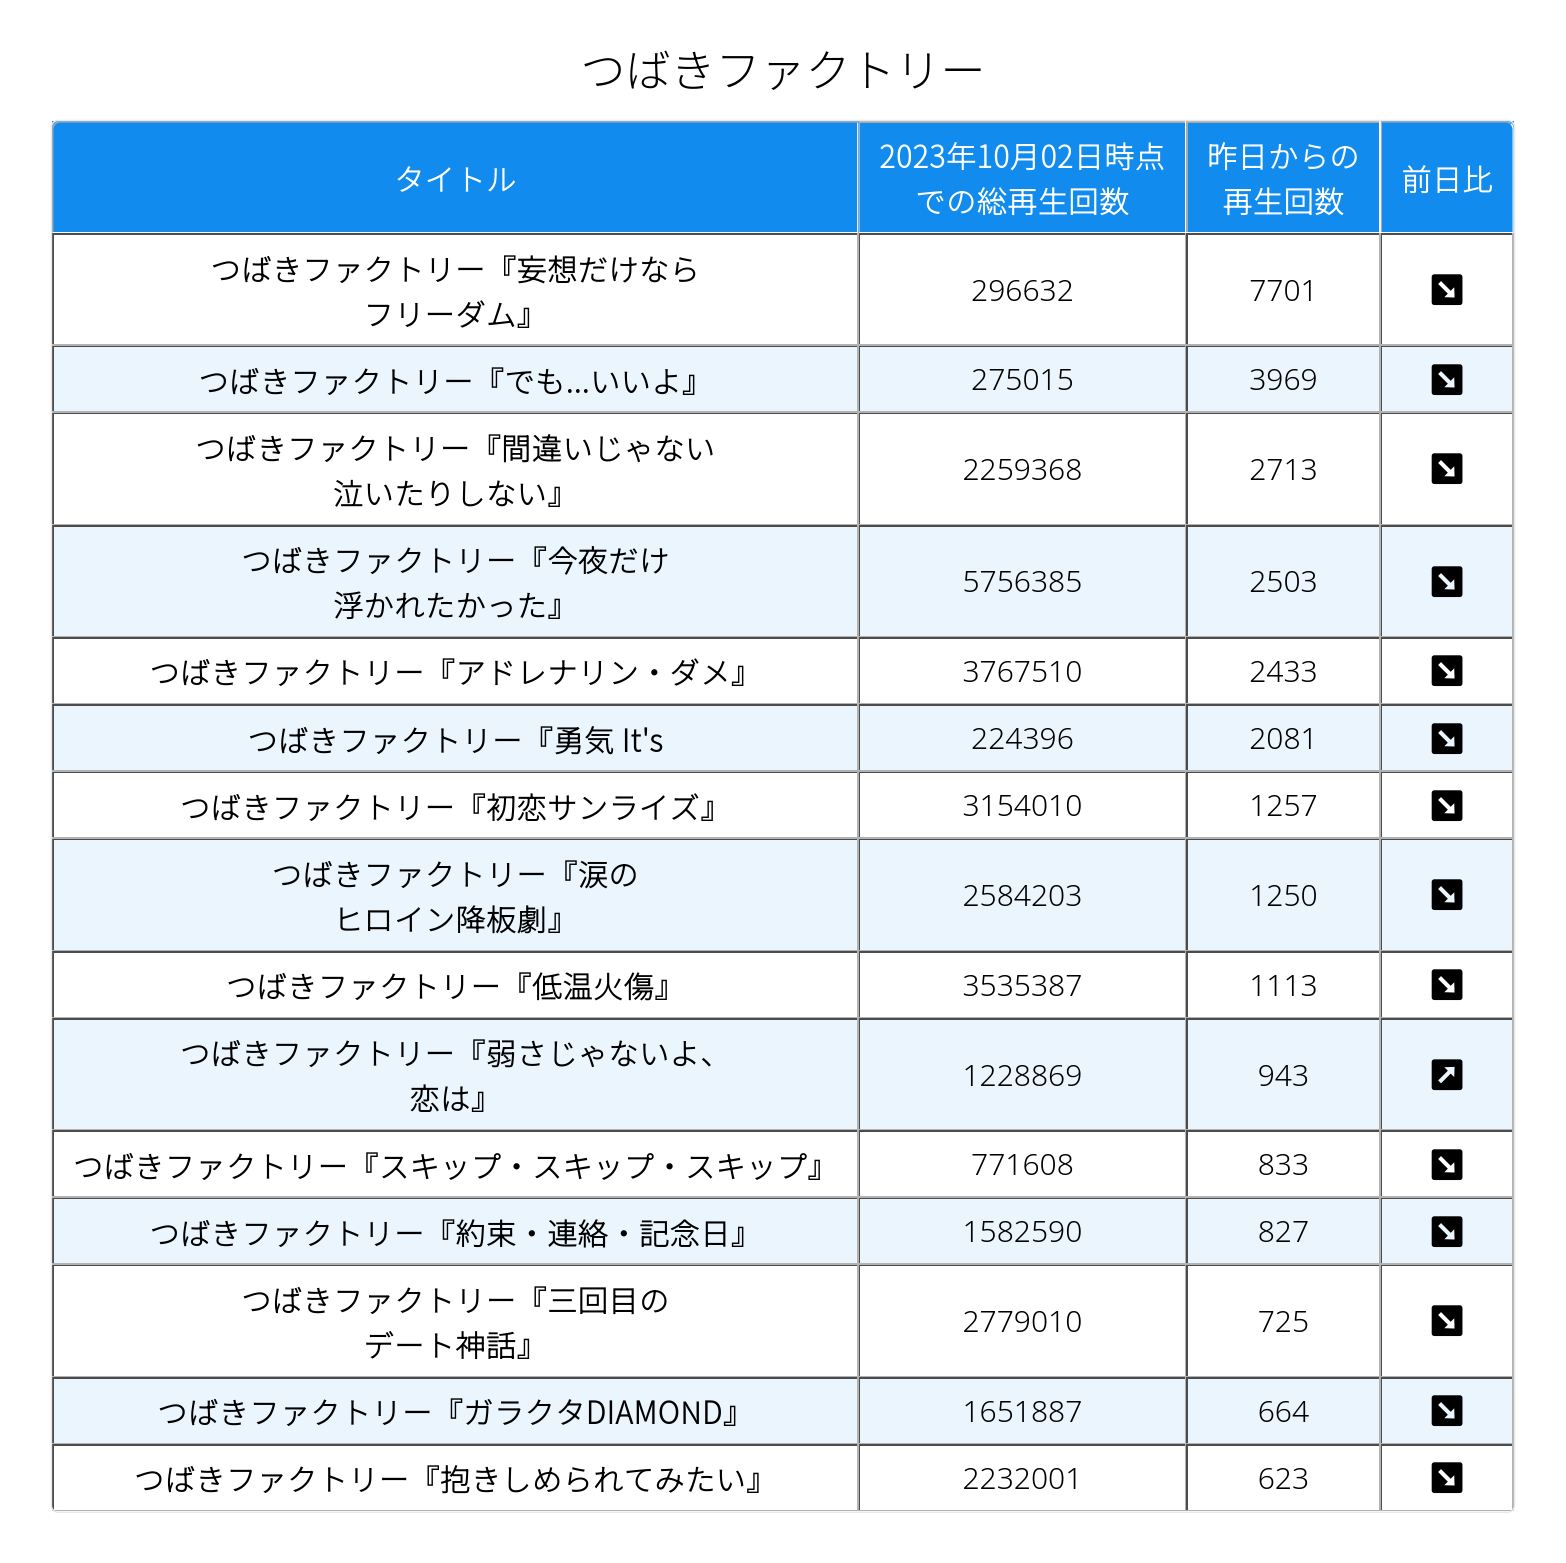 つばきファクトリー
タイトル
2023年10月02日時点
での総再生回数
昨日からの
再生回数
前日比
つばきファクトリー『妄想だけなら
フリーダム』
296632
7701
つばきファクトリー『でも...いいよ』
275015
3969
つばきファクトリー『間違いじゃない
泣いたりしない』
2259368
2713
つばきファクトリー『今夜だけ
浮かれたかった』
5756385
2503
つばきファクトリー『アドレナリン・ダメ』
3767510
2433
つばきファクトリー『勇気 It's
224396
2081
つばきファクトリー『初恋サンライズ』
3154010
1257
つばきファクトリー『涙の
ヒロイン降板劇』
2584203
1250
つばきファクトリー『低温火傷』
3535387
1113
つばきファクトリー『弱さじゃないよ、
恋は』
1228869
943
つばきファクトリー『スキップ・スキップ・スキップ』
771608
833
つばきファクトリー『約束・連絡・記念日』
1582590
827
つばきファクトリー『三回目の
デート神話』
2779010
725
つばきファクトリー『ガラクタDIAMOND』
1651887
664
つばきファクトリー『抱きしめられてみたい』
2232001
623